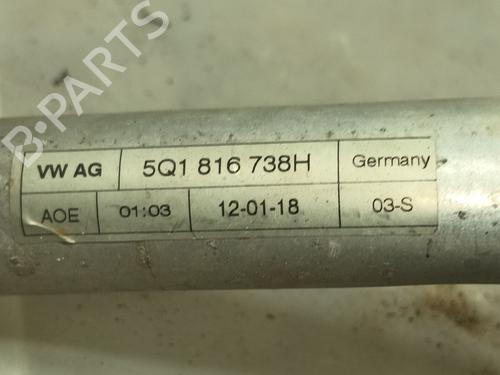 B-PARTS
VW AG 5Q1 816 738H Germany
AOE 01:03 12-01-18 03-S